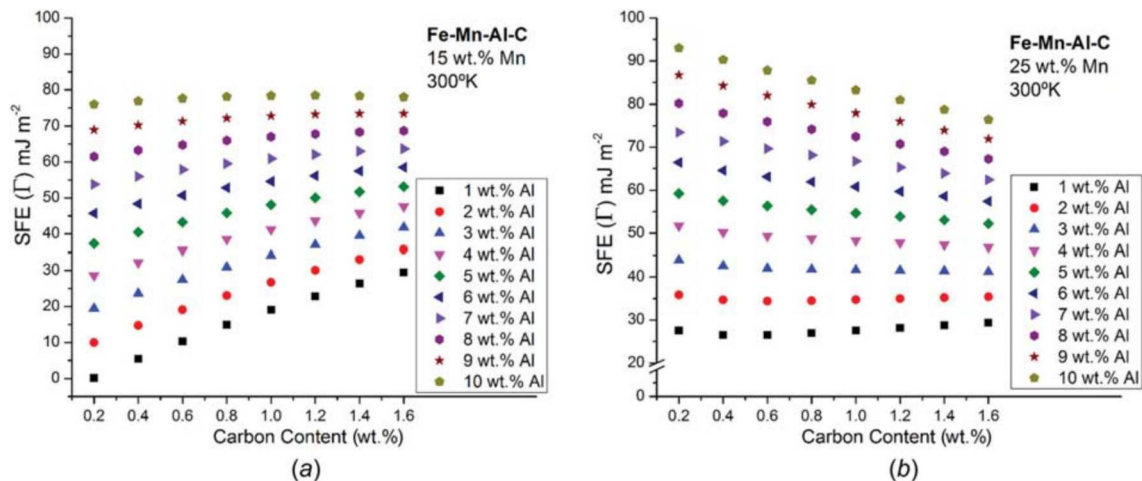 100
90
80
70
60
50
40
30
20
10
0
SFE (Γ) mJ m-2
Fe-Mn-Al-C
15 wt.% Mn
300ºK
1 wt.% Al
2 wt.% Al
3 wt.% Al
4 wt.% Al
5 wt.% Al
6 wt.% Al
7 wt.% Al
8 wt.% Al
9 wt.% Al
10 wt.% Al
0.2 0.4 0.6 0.8 1.0 1.2 1.4 1.6
Carbon Content (wt.%)
(a)
100
90
80
70
60
50
40
30
20
0
SFE (Γ) mJ m-2
Fe-Mn-Al-C
25 wt.% Mn
300ºK
1 wt.% Al
2 wt.% Al
3 wt.% Al
4 wt.% Al
5 wt.% Al
6 wt.% Al
7 wt.% Al
8 wt.% Al
9 wt.% Al
10 wt.% Al
0.2 0.4 0.6 0.8 1.0 1.2 1.4 1.6
Carbon Content (wt.%)
(b)